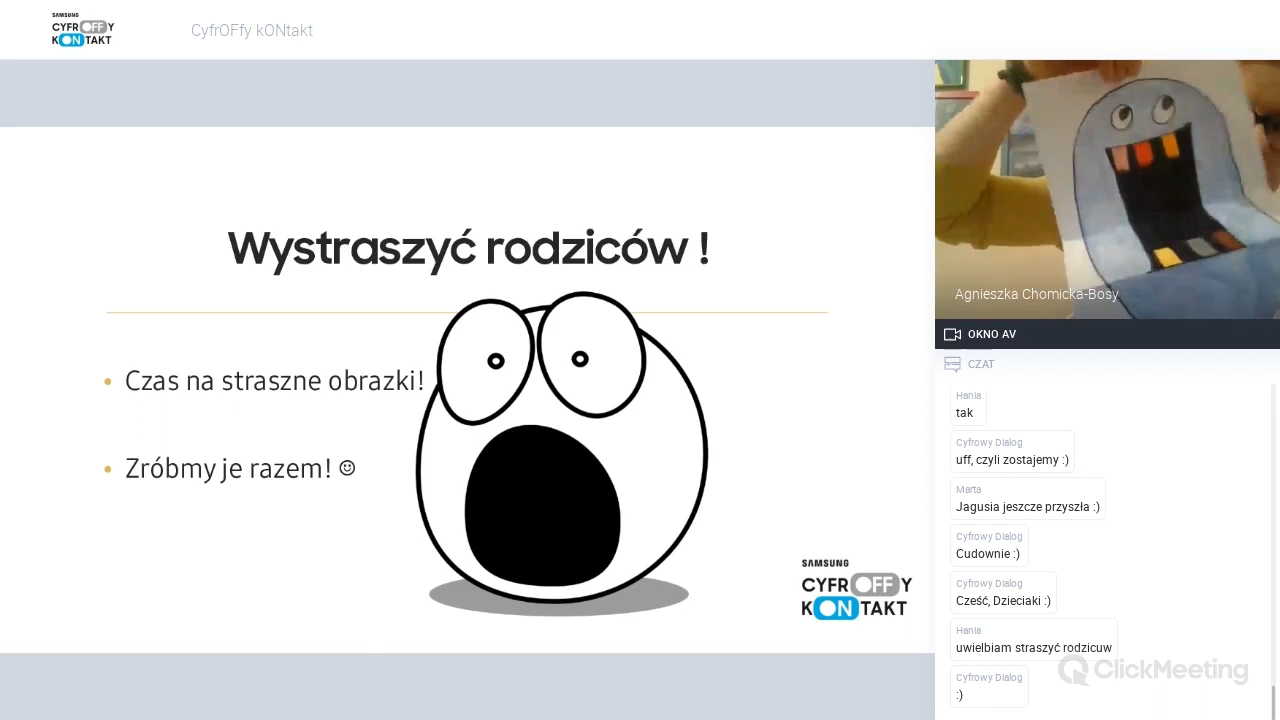 SAMSUNG
CYFROFFY
KONTAKT
CyfrOFfy kONtakt
Wystraszyć rodziców !
• Czas na straszne obrazki!
• Zróbmy je razem! ☺
SAMSUNG
CYFROFFY
KONTAKT
Agnieszka Chomicka-Bosy
OKNO AV
CZAT
Hania
tak
Cyfrowy Dialog
uff, czyli zostajemy :)
Marta
Jagusia jeszcze przyszła :)
Cyfrowy Dialog
Cudownie :)
Cyfrowy Dialog
Cześć, Dzieciaki :)
Hania
uwielbiam straszyć rodzicuw
Cyfrowy Dialog
:)
ClickMeeting